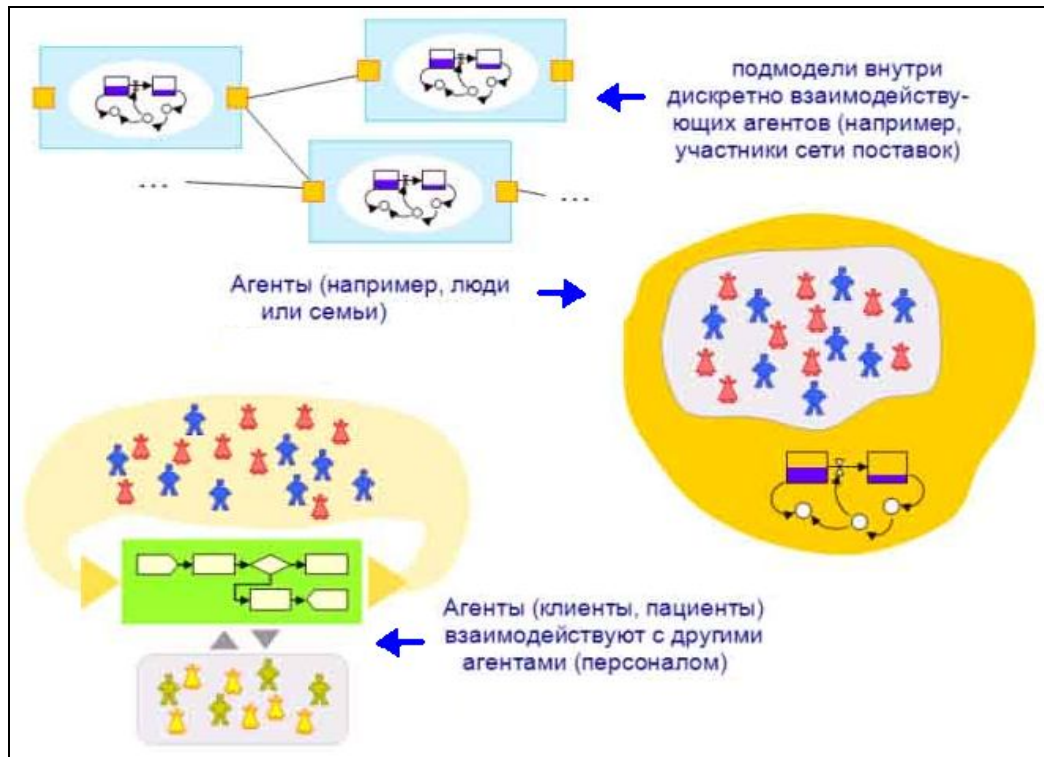 подмодели внутри
дискретно взаимодейству-
ющих агентов (например,
участники сети поставок)
...
...
Агенты (например, люди
или семьи)
Агенты (клиенты, пациенты)
взаимодействуют с другими
агентами (персоналом)